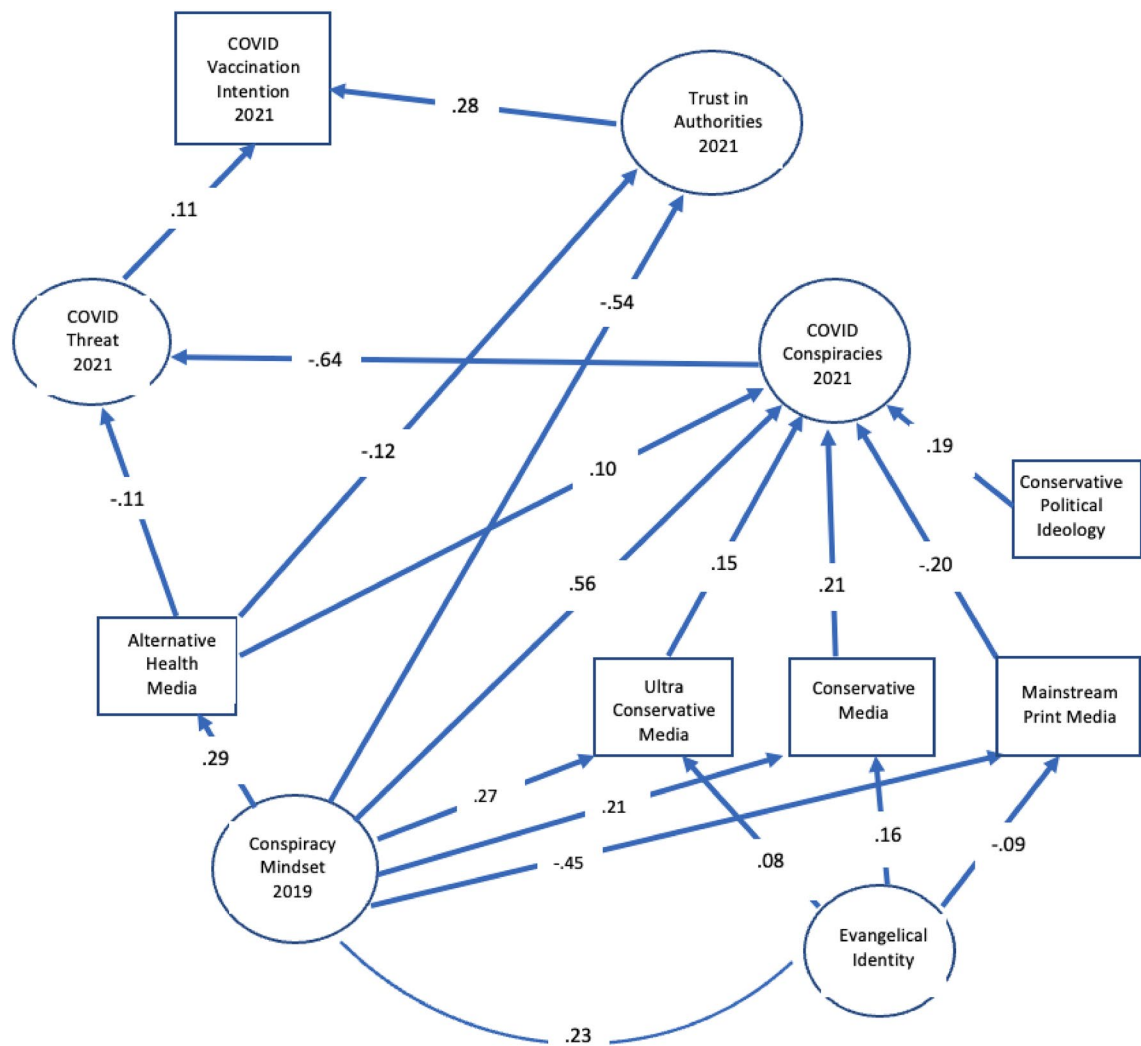 COVID
Vaccination
Intention
2021
.28
Trust in
Authorities
2021
.11
COVID
Threat
2021
-.54
-.64
COVID
Conspiracies
2021
-.12
.10
.19
-.11
Conservative
Political
Ideology
.56
.15
.21
-.20
Alternative
Health
Media
Ultra
Conservative
Media
Conservative
Media
Mainstream
Print Media
.29
.27
.21
-.45
.08
.16
-.09
Conspiracy
Mindset
2019
Evangelical
Identity
.23